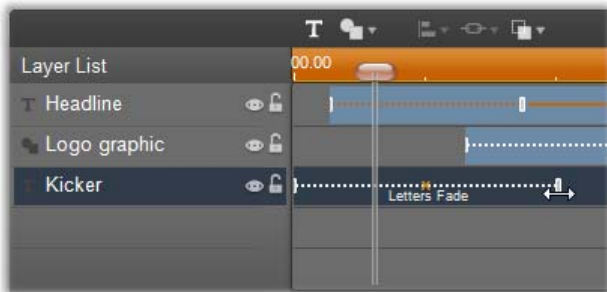 T
Layer List
00.00
T Headline
Logo graphic
T Kicker
Letters Fade